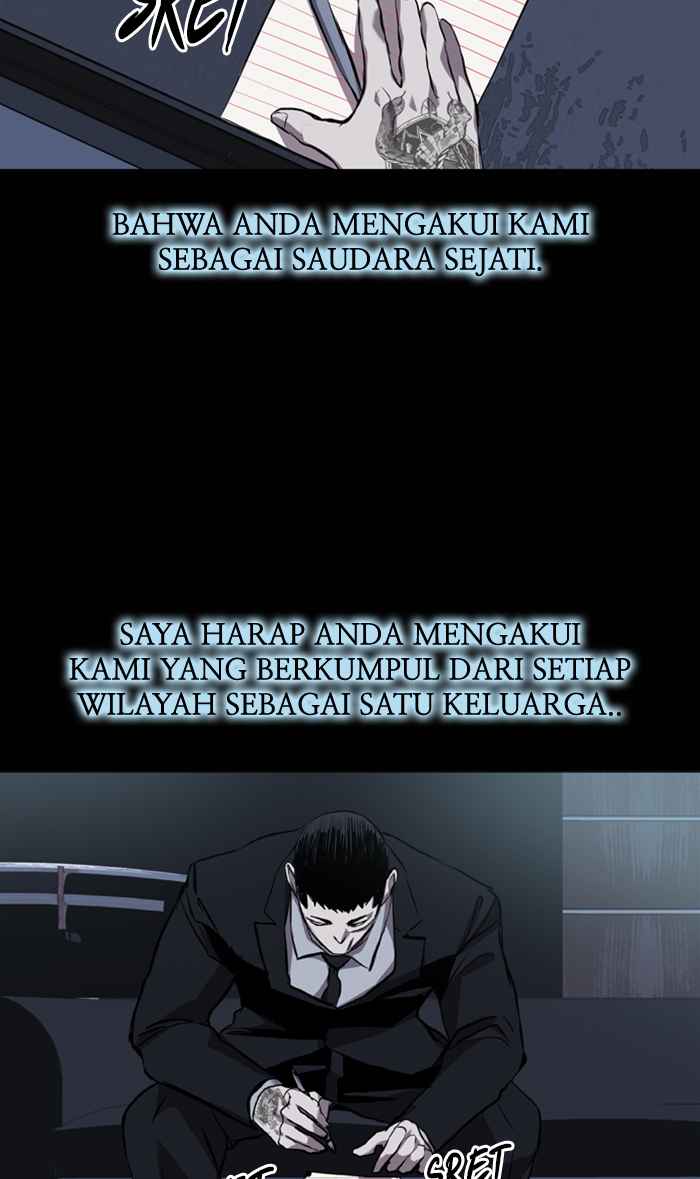 SRET
BAHWA ANDA MENGAKUI KAMI
SEBAGAI SAUDARA SEJATI.
SAYA HARAP ANDA MENGAKUI
KAMI YANG BERKUMPUL DARI SETIAP
WILAYAH SEBAGAI SATU KELUARGA..
SRET